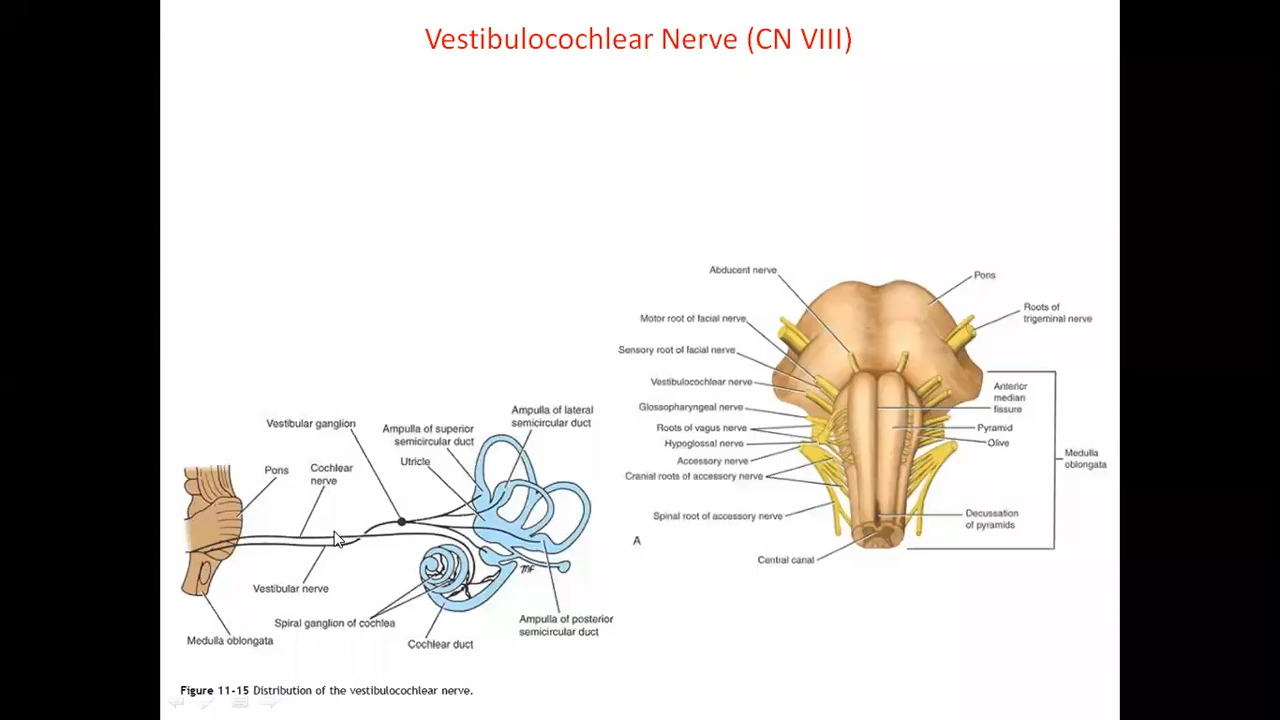 Vestibulocochlear Nerve (CN VIII)
Ampulla of lateral
semicircular duct
Vestibular ganglion
Ampulla of superior
semicircular duct
Utricle
Pons
Cochlear
nerve
Vestibular nerve
Spiral ganglion of cochlea
Medulla oblongata
Cochlear duct
Ampulla of posterior
semicircular duct
Figure 11-15 Distribution of the vestibulocochlear nerve.
Abducent nerve
Motor root of facial nerve
Sensory root of facial nerve
Vestibulocochlear nerve
Glossopharyngeal nerve
Roots of vagus nerve
Hypoglossal nerve
Accessory nerve
Cranial roots of accessory nerve
Spinal root of accessory nerve
A
Central canal
Pons
Roots of
trigeminal nerve
Anterior
median
fissure
Pyramid
Olive
Medulla
oblongata
Decussation
of pyramids